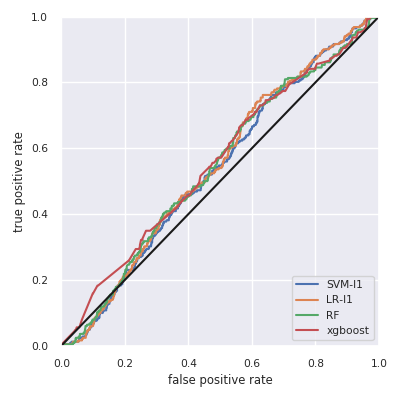 1.0
0.8
0.6
0.4
0.2
0.0
true positive rate
0.0 0.2 0.4 0.6 0.8 1.0
false positive rate
SVM-l1
LR-l1
RF
xgboost